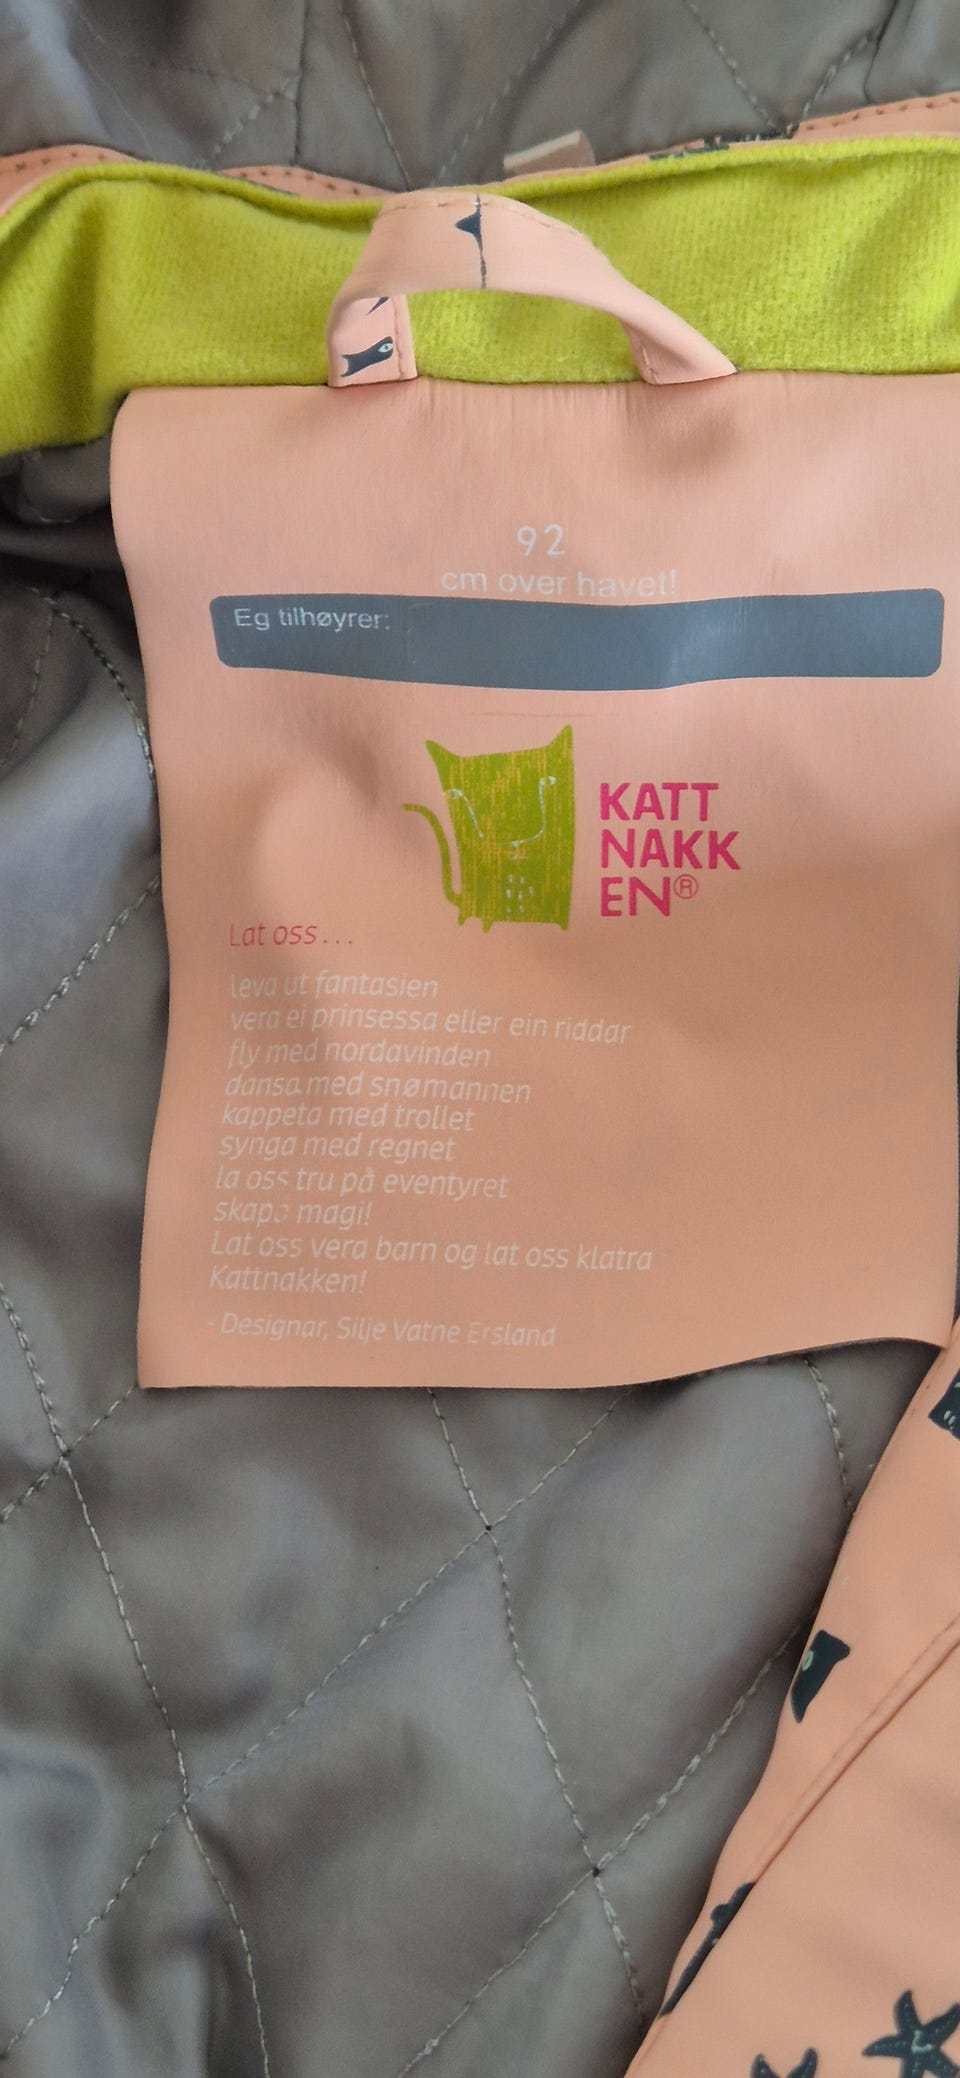 92
cm over havet!
Eg tilhøyrer:
KATT
NAKK
EN®
Lat oss...
leva ut fantasien
vera ei prinsessa eller ein riddar
fly med nordavinden
dansa med snømannen
kappeta med trollet
synga med regnet
la oss tru på eventyret
skapa magi!
Lat oss vera barn og lat oss klatra
Kattnakken!
- Designar, Silje Vatne Ersland